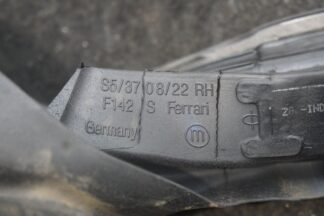 S5/37 08/22 RH
F142 S Ferrari
Germany m